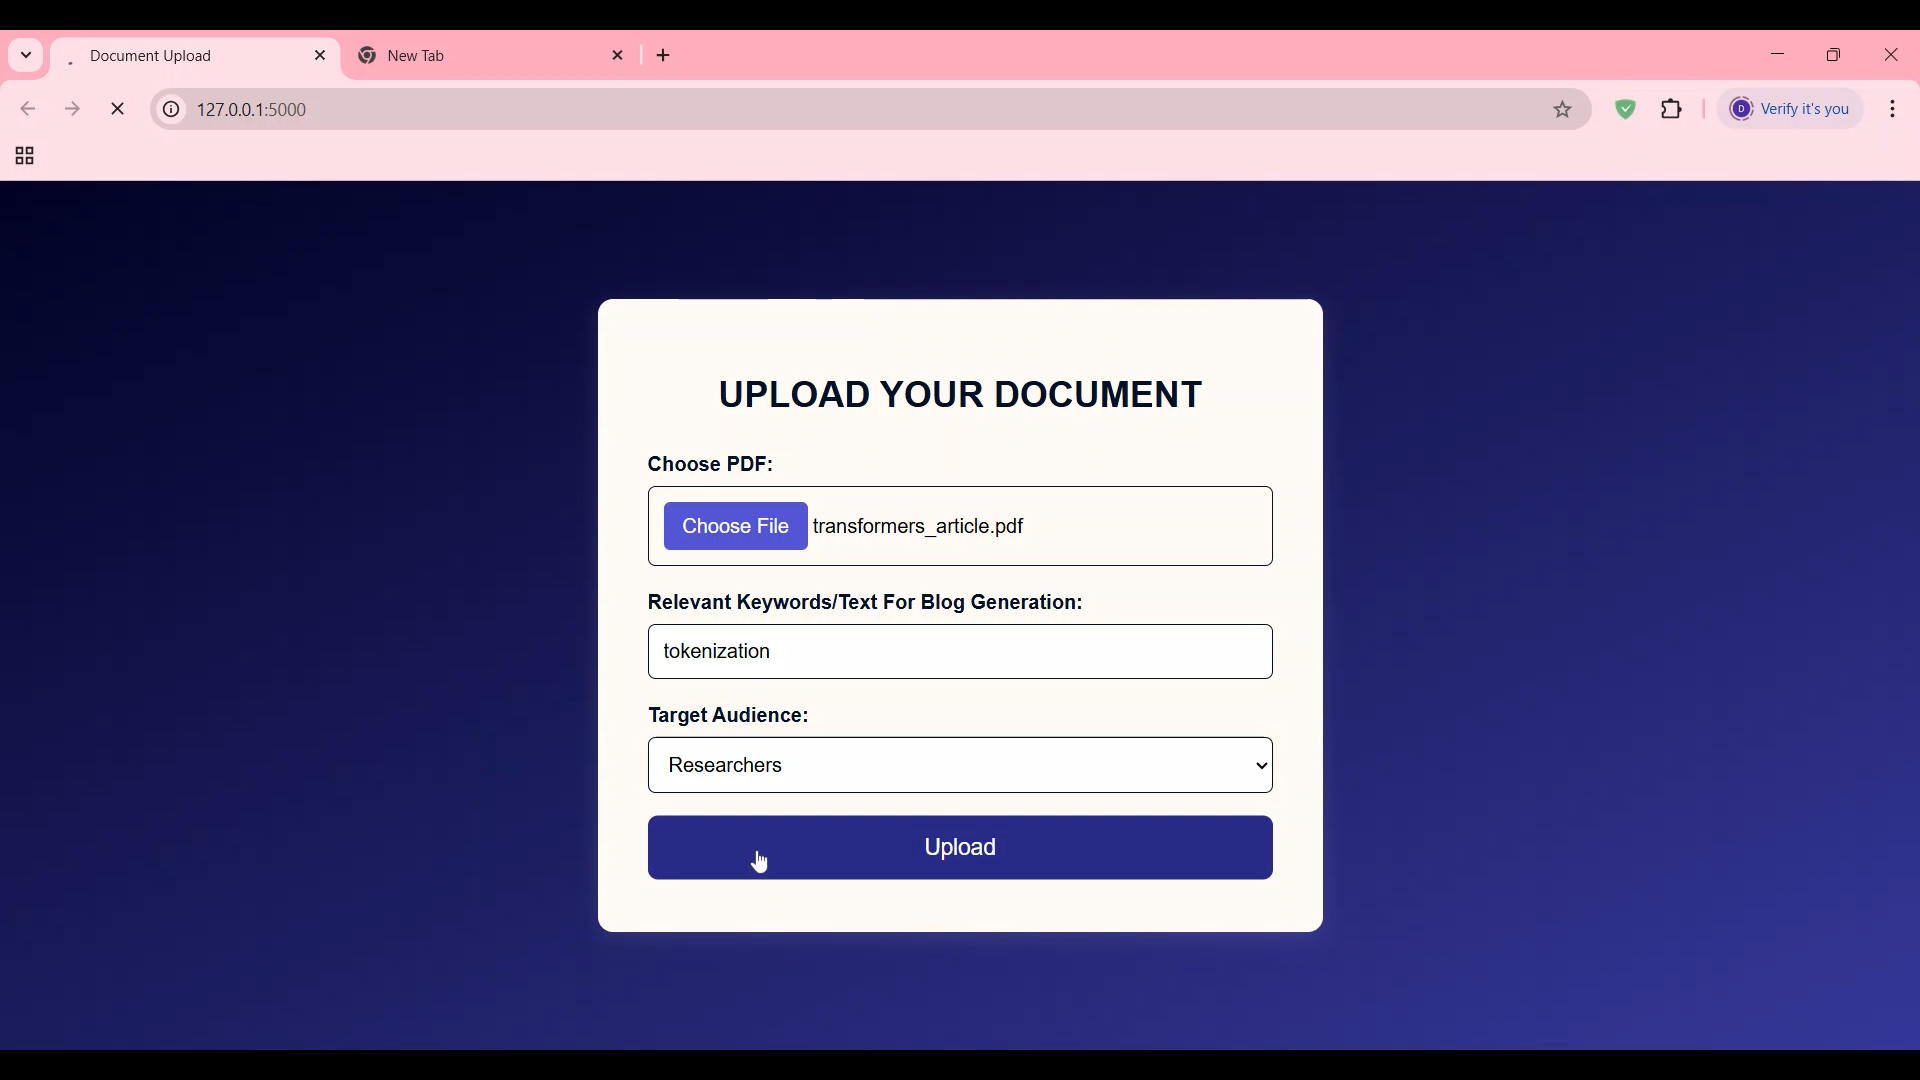 Document Upload
New Tab
127.0.0.1:5000
D
Verify it's you
UPLOAD YOUR DOCUMENT
Choose PDF:
Choose File transformers_article.pdf
Relevant Keywords/Text For Blog Generation:
tokenization
Target Audience:
Researchers
Upload